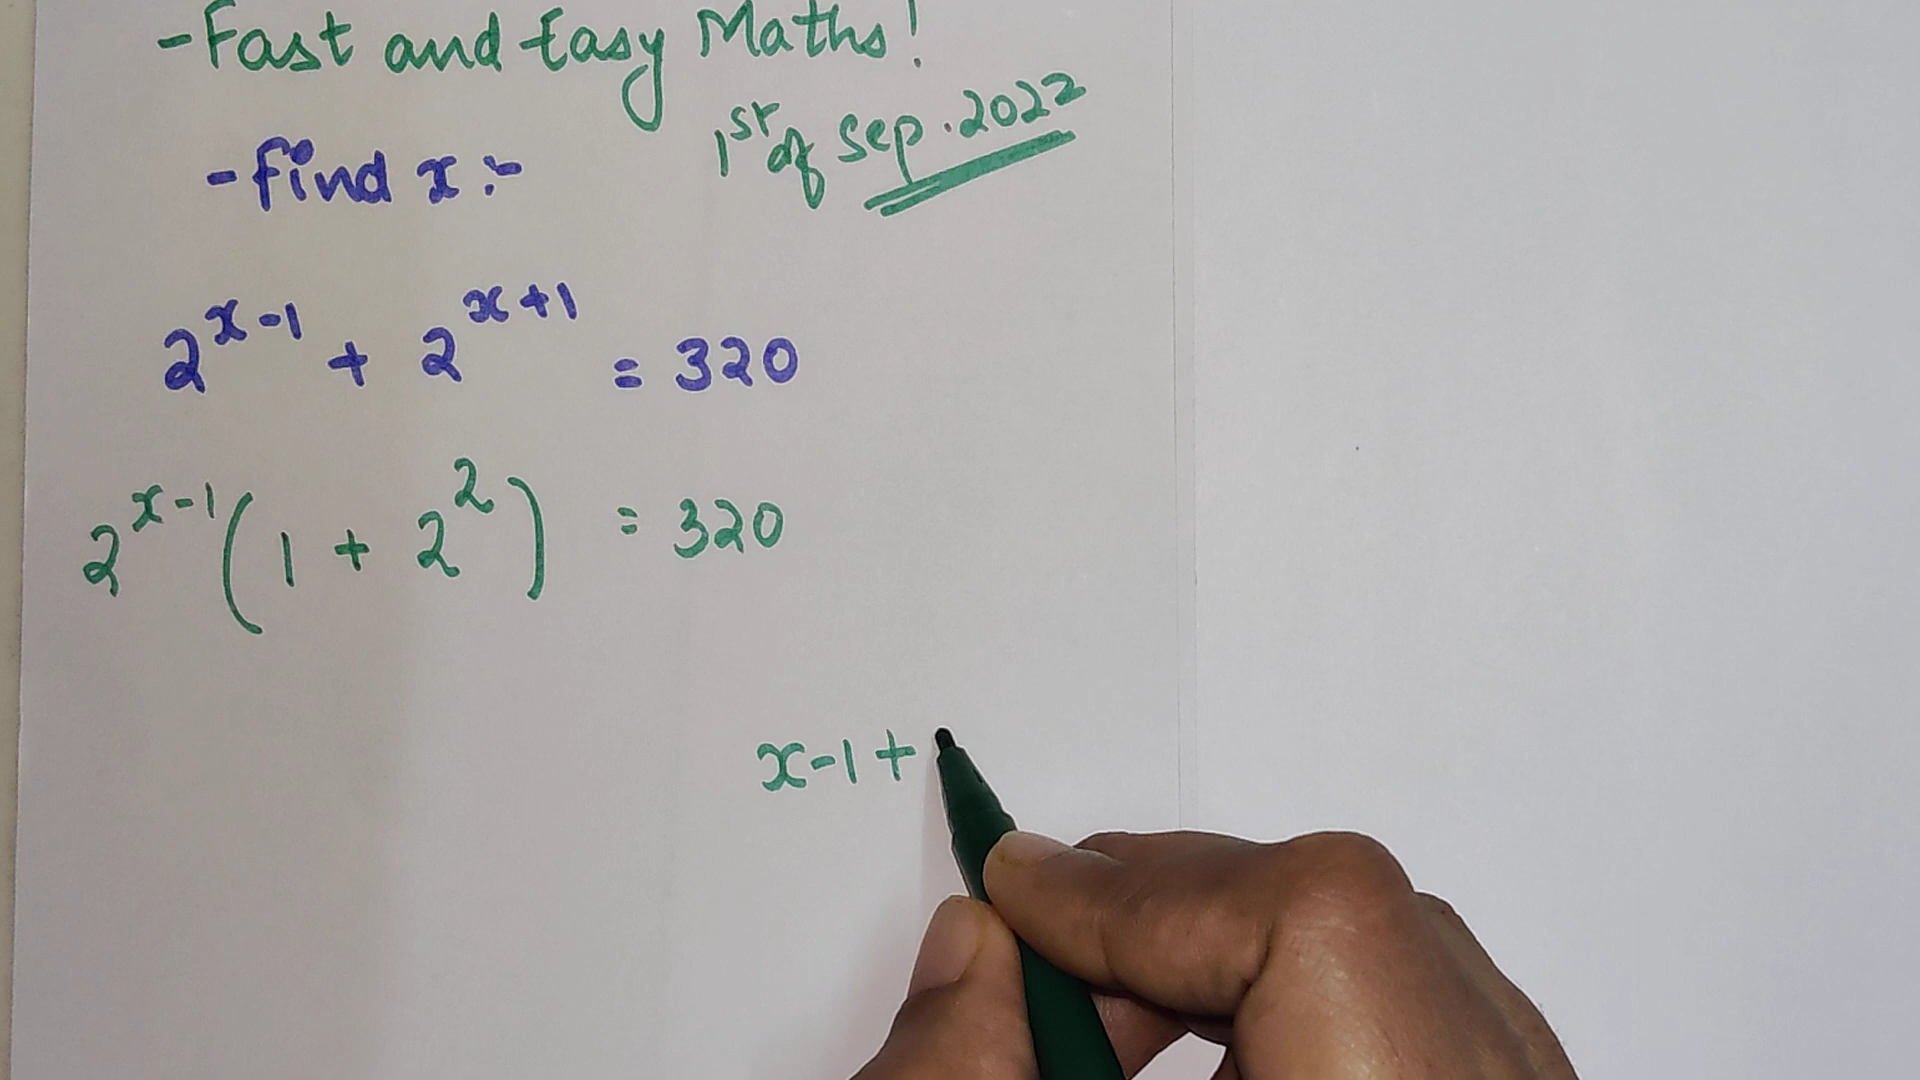 -Fast and Easy Maths!
1ˢᵗ of Sep.2022
-find x:-
2^{x-1} + 2^{x+1} = 320
2^{x-1}(1 + 2^2) = 320
x-1+